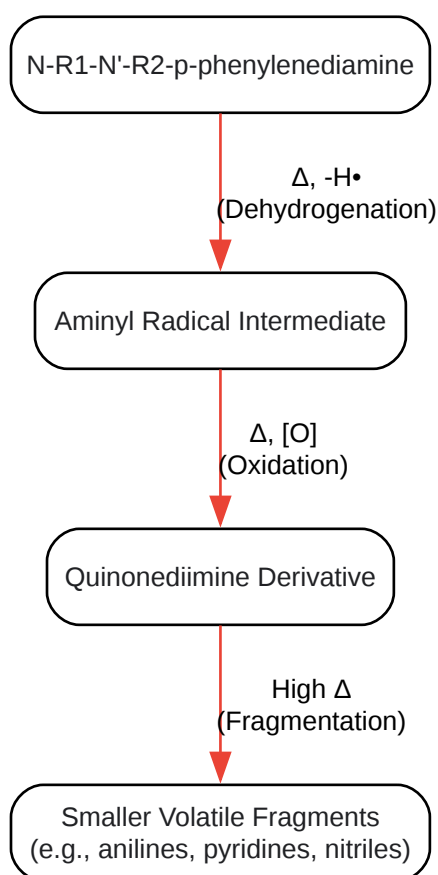 N-R1-N'-R2-p-phenylenediamine
Δ, -H•
(Dehydrogenation)
Aminyl Radical Intermediate
Δ, [O]
(Oxidation)
Quinonediimine Derivative
High Δ
(Fragmentation)
Smaller Volatile Fragments
(e.g., anilines, pyridines, nitriles)